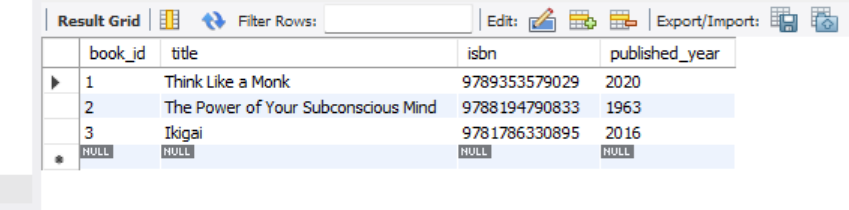 Result Grid Filter Rows: Edit: Export/Import:
book_id title isbn published_year
1 Think Like a Monk 9789353579029 2020
2 The Power of Your Subconscious Mind 9788194790833 1963
3 Ikigai 9781786330895 2016
NULL NULL NULL NULL